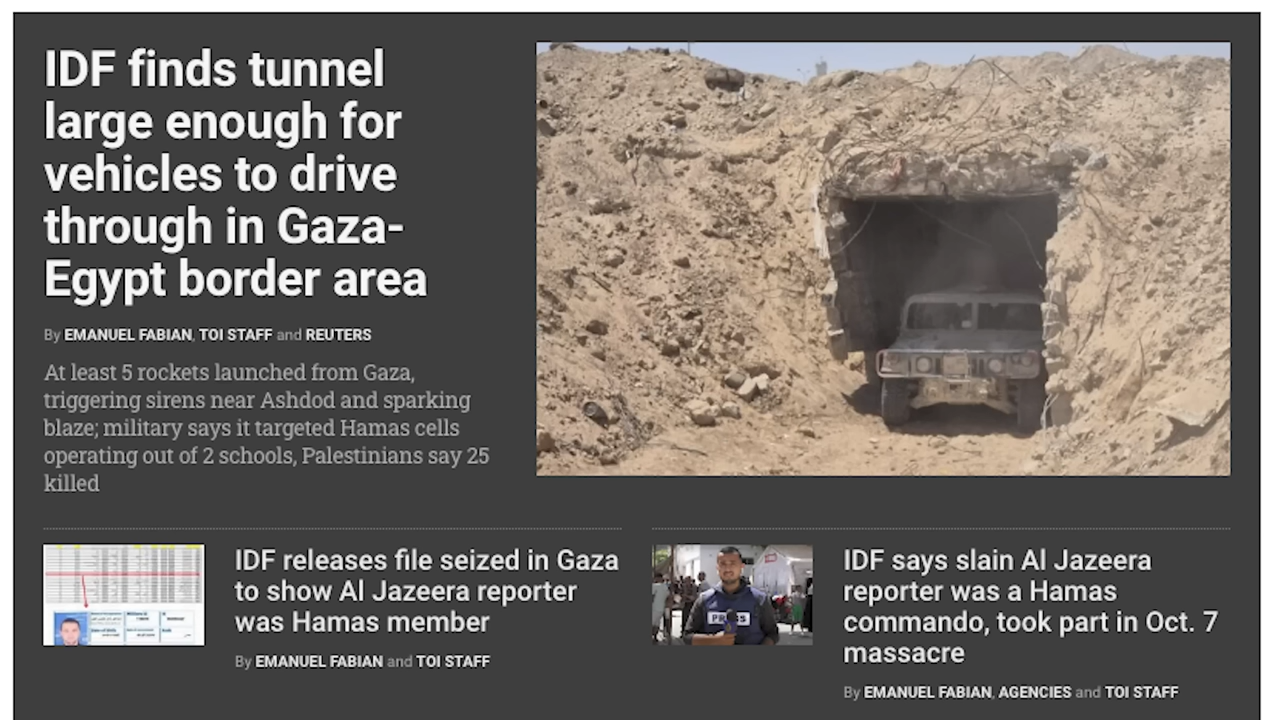 IDF finds tunnel
large enough for
vehicles to drive
through in Gaza-
Egypt border area
By EMANUEL FABIAN, TOI STAFF and REUTERS
At least 5 rockets launched from Gaza,
triggering sirens near Ashdod and sparking
blaze; military says it targeted Hamas cells
operating out of 2 schools, Palestinians say 25
killed
IDF releases file seized in Gaza
to show Al Jazeera reporter
was Hamas member
By EMANUEL FABIAN and TOI STAFF
PRESS
IDF says slain Al Jazeera
reporter was a Hamas
commando, took part in Oct. 7
massacre
By EMANUEL FABIAN, AGENCIES and TOI STAFF